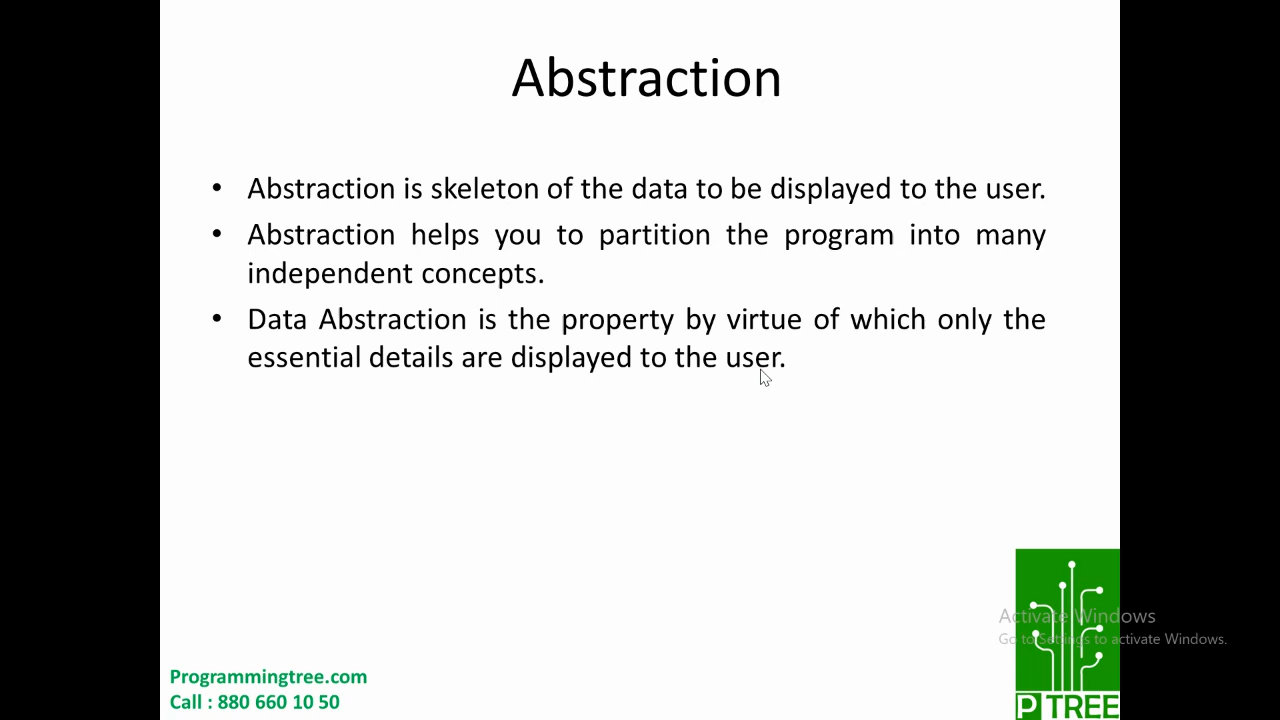 Abstraction
• Abstraction is skeleton of the data to be displayed to the user.
• Abstraction helps you to partition the program into many
independent concepts.
• Data Abstraction is the property by virtue of which only the
essential details are displayed to the user.
Activate Windows
Go to Settings to activate Windows.
Programmingtree.com
Call : 880 660 10 50
P TREE